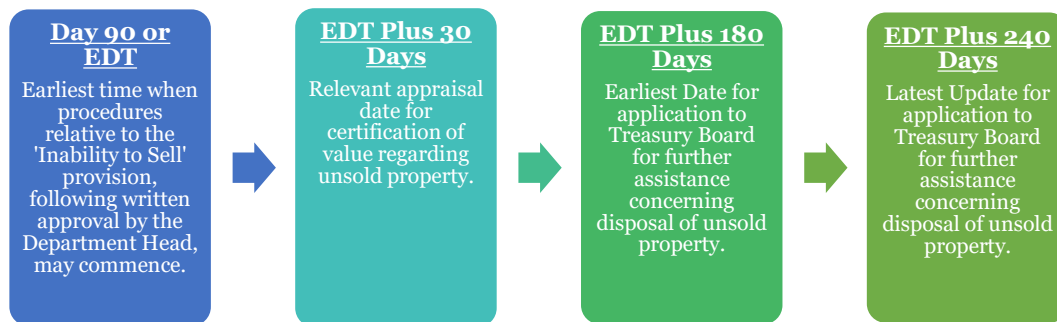 Day 90 or
EDT
Earliest time when
procedures
relative to the
'Inability to Sell'
provision,
following written
approval by the
Department Head,
may commence.
EDT Plus 30
Days
Relevant appraisal
date for
certification of
value regarding
unsold property.
EDT Plus 180
Days
Earliest Date for
application to
Treasury Board
for further
assistance
concerning
disposal of unsold
property.
EDT Plus 240
Days
Latest Update for
application to
Treasury Board
for further
assistance
concerning
disposal of unsold
property.